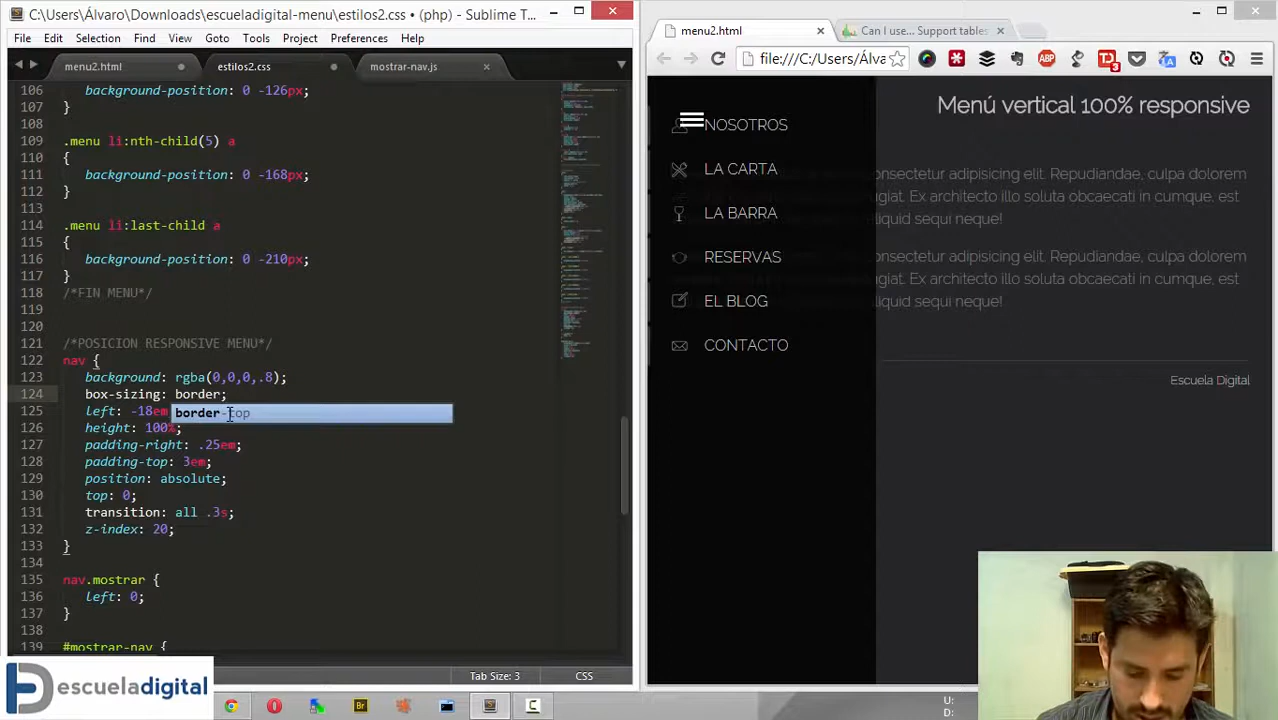 C:\Users\Álvaro\Downloads\escueladigital-menu\estilos2.css • (php) - Sublime T...
File Edit Selection Find View Goto Tools Project Preferences Help
menu2.html estilos2.css mostrar-nav.js
106 background-position: 0 -126px;
107 }
108
109 .menu li:nth-child(5) a
110 {
111 background-position: 0 -168px;
112 }
113
114 .menu li:last-child a
115 {
116 background-position: 0 -210px;
117 }
118 /*FIN MENU*/
119
120
121 /*POSICION RESPONSIVE MENU*/
122 nav {
123 background: rgba(0,0,0,.8);
124 box-sizing: border;
125 left: -18em
border-top
126 height: 100%;
127 padding-right: .25em;
128 padding-top: 3em;
129 position: absolute;
130 top: 0;
131 transition: all .3s;
132 z-index: 20;
133 }
134
135 nav.mostrar {
136 left: 0;
137 }
138
139 #mostrar-nav {
Tab Size: 3 CSS
escueladigital
menu2.html Can I use... Support tables
file:///C:/Users/Álva
Menú vertical 100% responsive
NOSOTROS
LA CARTA
LA BARRA
RESERVAS
EL BLOG
CONTACTO
onsectetur adipisicing elit. Repudiandae, culpa dolorem
ugiat. Ex architecto illo soluta obcaecati in cumque, est
liquid sequi neque!
onsectetur adipisicing elit. Repudiandae, culpa dolorem
ugiat. Ex architecto illo soluta obcaecati in cumque, est
liquid sequi neque!
Escuela Digital
U:
D: